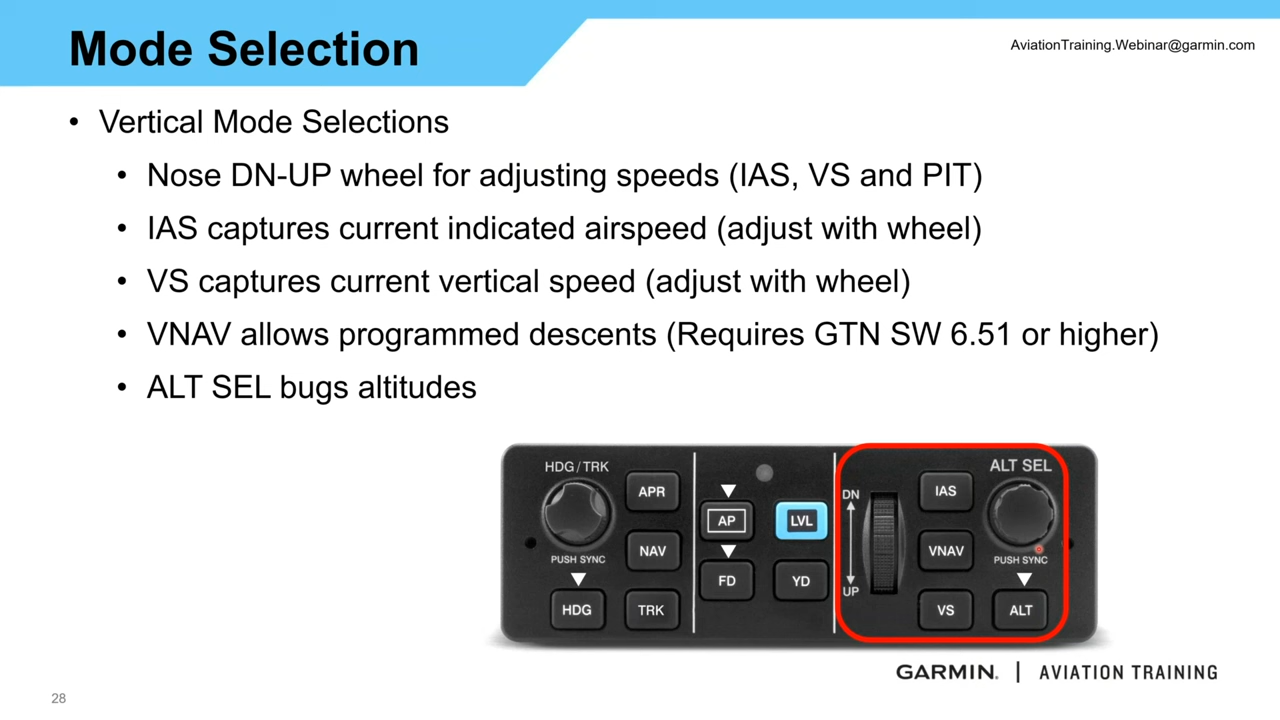 Mode Selection
AviationTraining.Webinar@garmin.com
• Vertical Mode Selections
• Nose DN-UP wheel for adjusting speeds (IAS, VS and PIT)
• IAS captures current indicated airspeed (adjust with wheel)
• VS captures current vertical speed (adjust with wheel)
• VNAV allows programmed descents (Requires GTN SW 6.51 or higher)
• ALT SEL bugs altitudes
HDG / TRK
APR
NAV
PUSH SYNC
HDG
TRK
AP
LVL
FD
YD
DN
UP
IAS
VNAV
VS
ALT SEL
PUSH SYNC
ALT
GARMIN. | AVIATION TRAINING
28